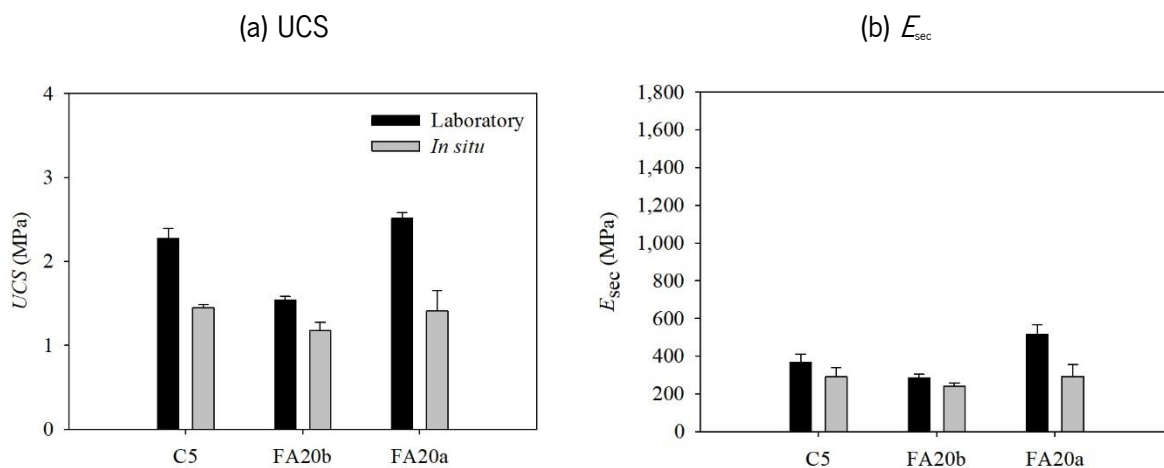 (a) UCS
(b) Esec
4
3
2
1
0
UCS (MPa)
Laboratory
In situ
C5
FA20b
FA20a
1,800
1,600
1,400
1,200
1,000
800
600
400
200
0
Esec (MPa)
C5
FA20b
FA20a